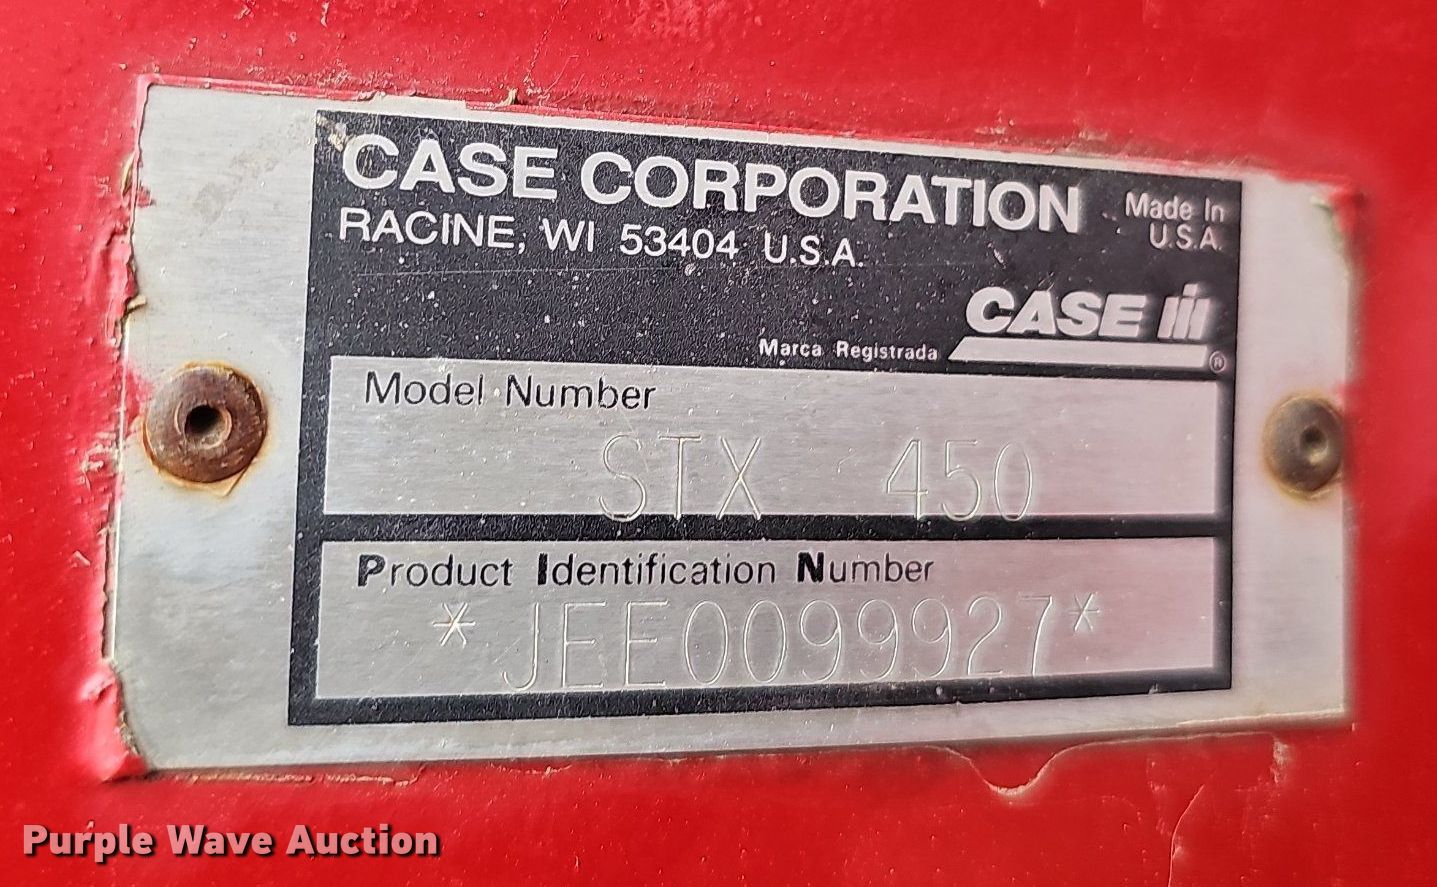 CASE CORPORATION
RACINE, WI 53404 U.S.A.
Made In
U.S.A.
CASE IH
Marca Registrada
®
Model Number
STX 450
Product Identification Number
*JEE0099927*
Purple Wave Auction